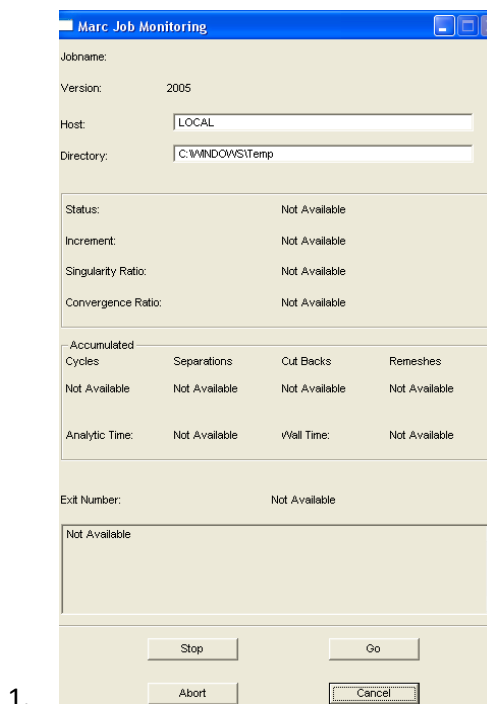 Marc Job Monitoring
Jobname:
Version: 2005
Host: LOCAL
Directory: C:\WINDOWS\Temp
Status: Not Available
Increment: Not Available
Singularity Ratio: Not Available
Convergence Ratio: Not Available
Accumulated
Cycles Separations Cut Backs Remeshes
Not Available Not Available Not Available Not Available
Analytic Time: Not Available Wall Time: Not Available
Exit Number: Not Available
Not Available
Stop Go
1. Abort Cancel